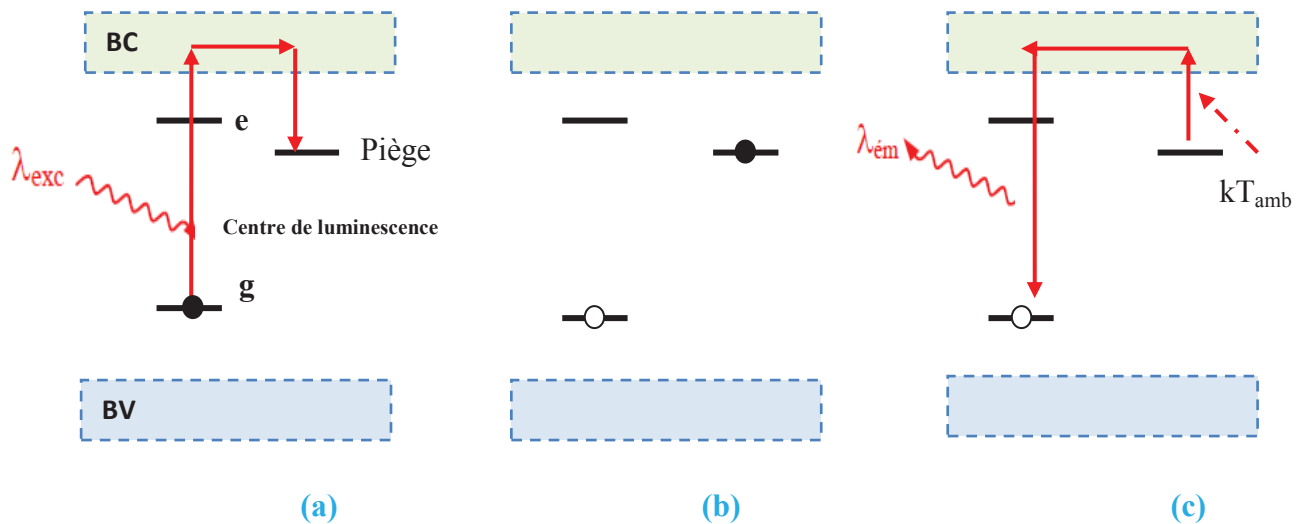 BC
e
Piège
λexc
Centre de luminescence
g
BV
λém
kTamb
(a)
(b)
(c)